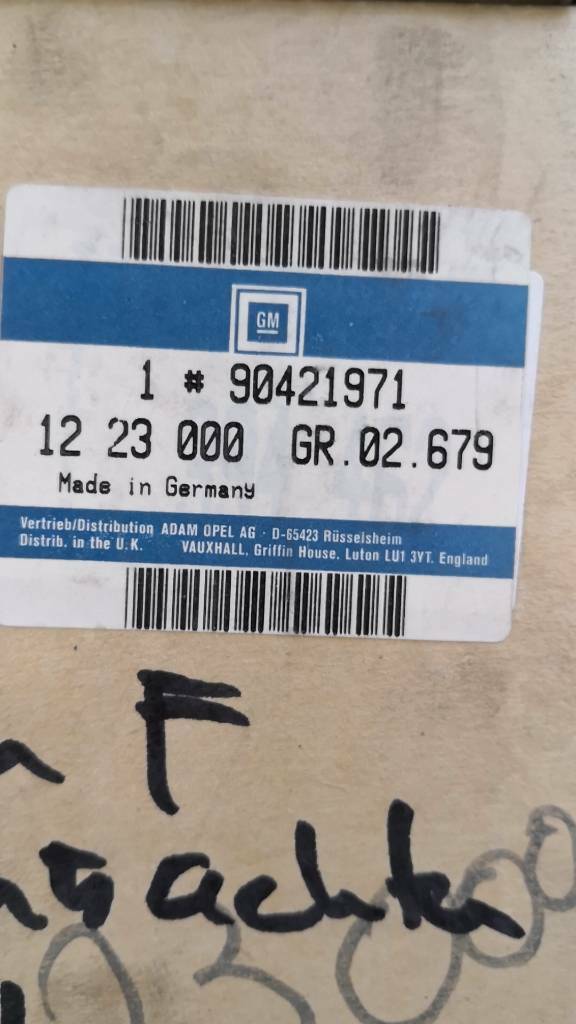 GM
1 # 90421971
12 23 000 GR.02.679
Made in Germany
Vertrieb/Distribution ADAM OPEL AG · D-65423 Rüsselsheim
Distrib. in the U.K. VAUXHALL, Griffin House, Luton LU1 3YT, England
F
achter